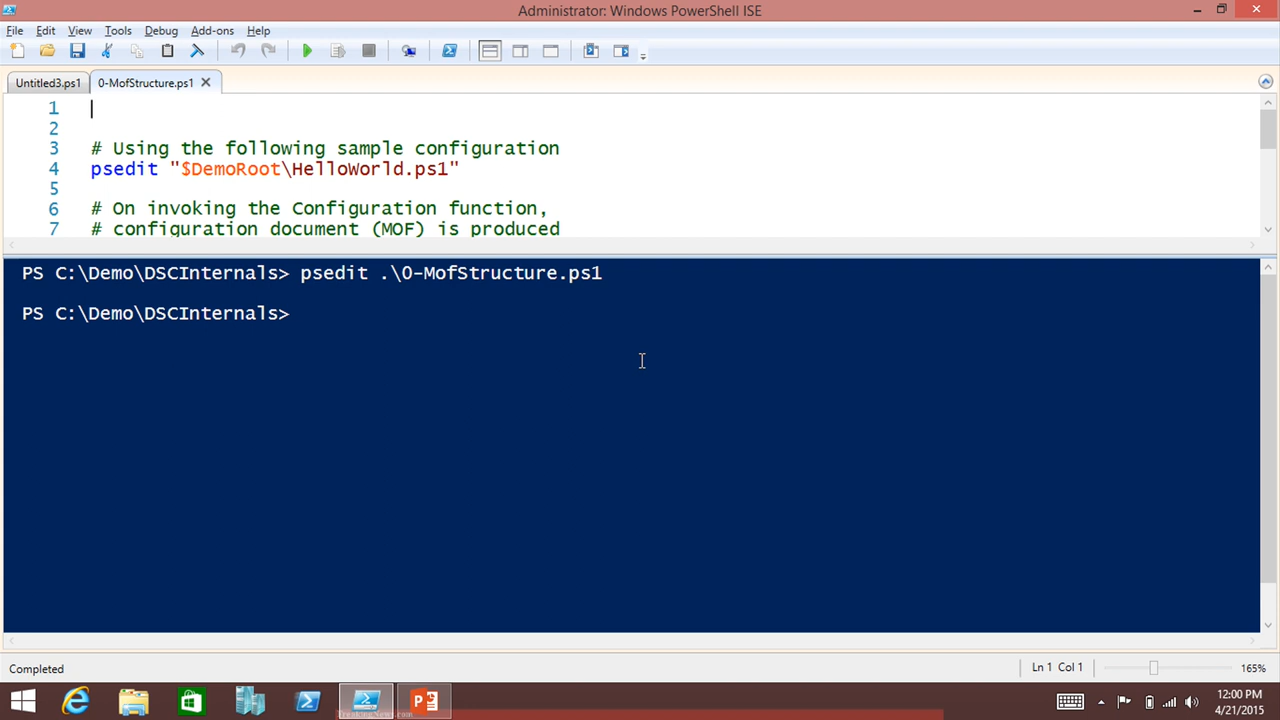 Administrator: Windows PowerShell ISE
File Edit View Tools Debug Add-ons Help
Untitled3.ps1 0-MofStructure.ps1
1
2
3 # Using the following sample configuration
4 psedit "$DemoRoot\HelloWorld.ps1"
5
6 # On invoking the Configuration function,
7 # configuration document (MOF) is produced
PS C:\Demo\DSCInternals> psedit .\0-MofStructure.ps1
PS C:\Demo\DSCInternals>
Completed Ln 1 Col 1 165%
12:00 PM
4/21/2015